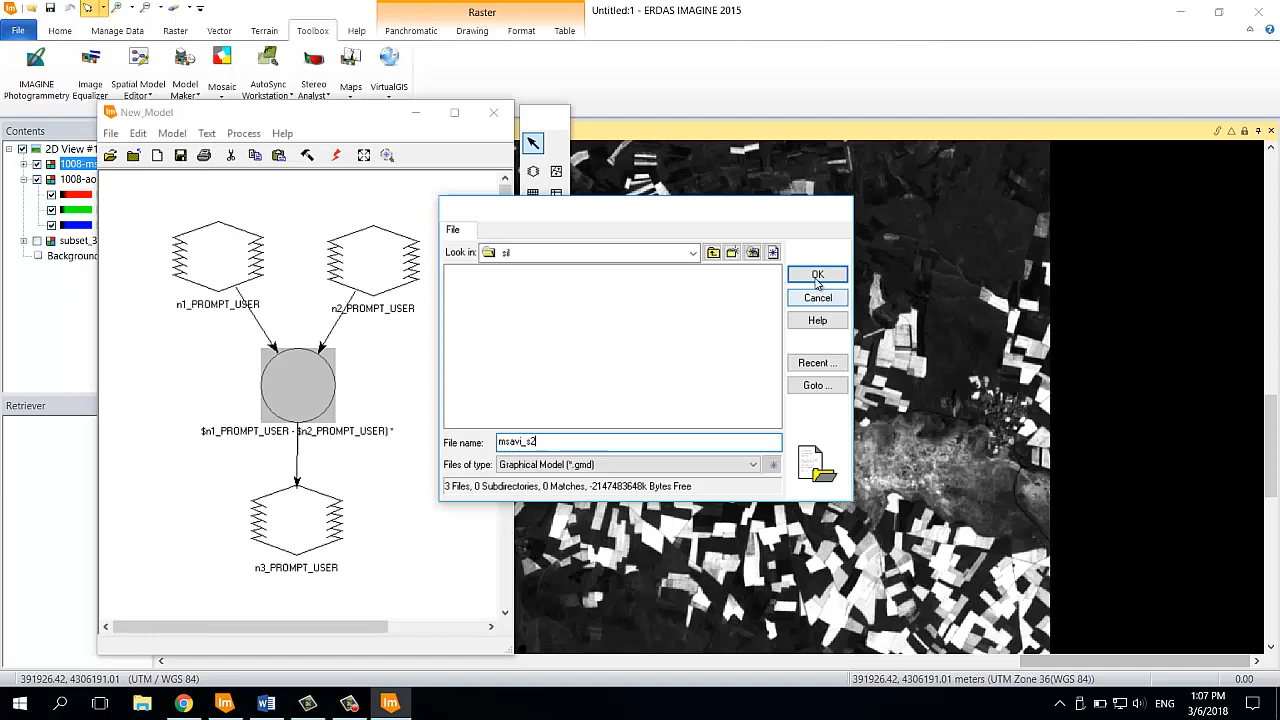 Raster
Untitled:1 - ERDAS IMAGINE 2015
File Home Manage Data Raster Vector Terrain Toolbox Help Panchromatic Drawing Format Table
IMAGINE Photogrammetry
Image Equalizer
Spatial Model Editor
Model Maker
Mosaic
AutoSync Workstation
Stereo Analyst
Maps
VirtualGIS
Contents
2D View #1
1008-ms
1008-ao
subset_3
Background
Retriever
New_Model
File Edit Model Text Process Help
n1_PROMPT_USER
n2_PROMPT_USER
$n1_PROMPT_USER - $n2_PROMPT_USER) *
n3_PROMPT_USER
File
Look in: sil
OK
Cancel
Help
Recent ...
Goto ...
File name: msavi_s2
Files of type: Graphical Model (*.gmd)
3 Files, 0 Subdirectories, 0 Matches, -2147483648k Bytes Free
391926.42, 4306191.01 (UTM / WGS 84)
391926.42, 4306191.01 meters (UTM Zone 36(WGS 84))
0.00
ENG
1:07 PM
3/6/2018